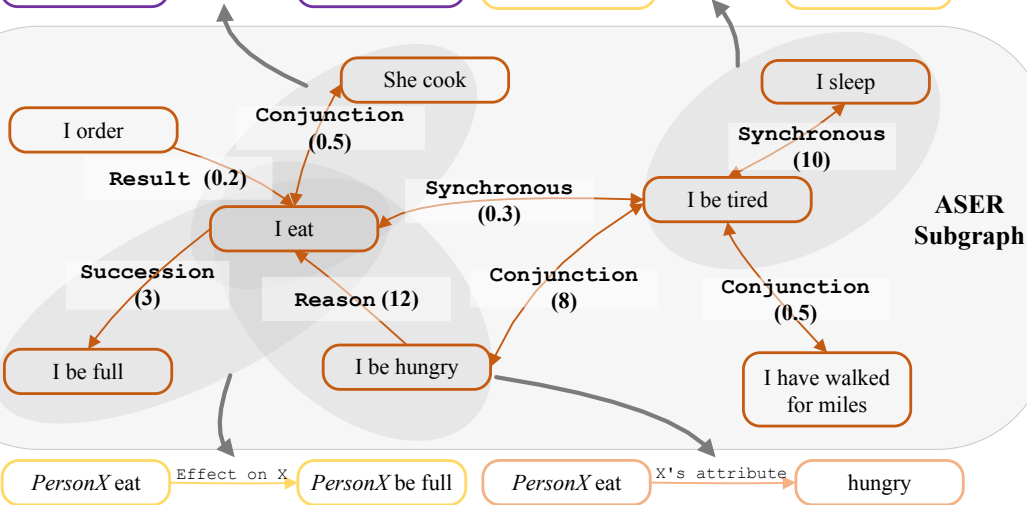 She cook
I sleep
I order
Conjunction
(0.5)
Synchronous
(10)
Result (0.2)
Synchronous
(0.3)
I be tired
ASER
Subgraph
I eat
Succession
(3)
Reason (12)
Conjunction
(8)
Conjunction
(0.5)
I be full
I be hungry
I have walked
for miles
PersonX eat
Effect on X
PersonX be full
PersonX eat
X's attribute
hungry